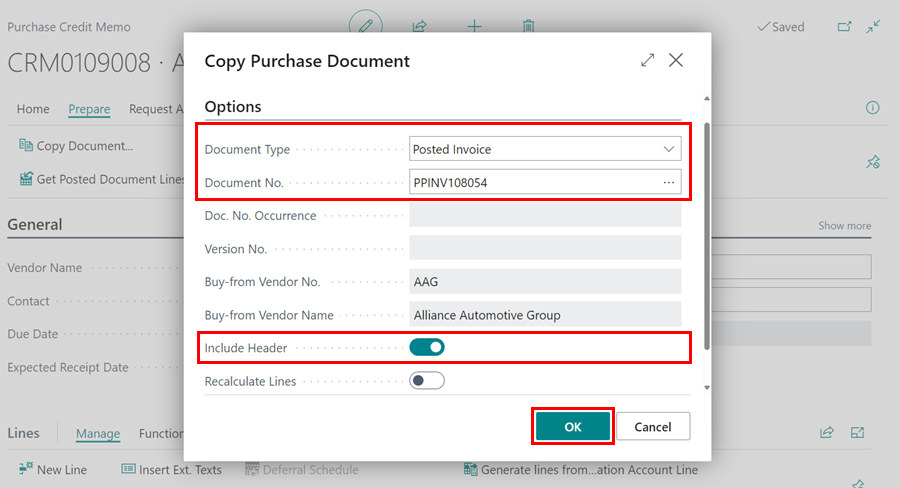 Purchase Credit Memo
Saved
CRM0109008 · A
Home Prepare Request A
Copy Document...
Get Posted Document Lines
General
Show more
Vendor Name
Contact
Due Date
Expected Receipt Date
Lines Manage Function
New Line Insert Ext. Texts Deferral Schedule Generate lines from...ation Account Line
Copy Purchase Document
Options
Document Type Posted Invoice
Document No. PPINV108054 ...
Doc. No. Occurrence
Version No.
Buy-from Vendor No. AAG
Buy-from Vendor Name Alliance Automotive Group
Include Header
Recalculate Lines
OK Cancel